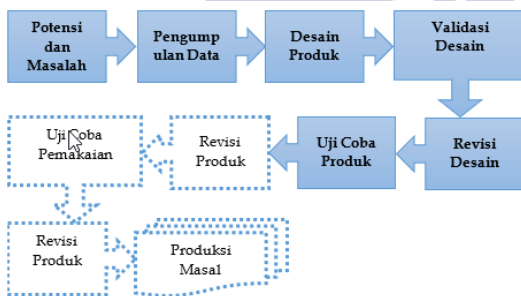 Potensi
dan
Masalah
Pengump
ulan Data
Desain
Produk
Validasi
Desain
Revisi
Desain
Uji Coba
Produk
Revisi
Produk
Uji Coba
Pemakaian
Revisi
Produk
Produksi
Masal